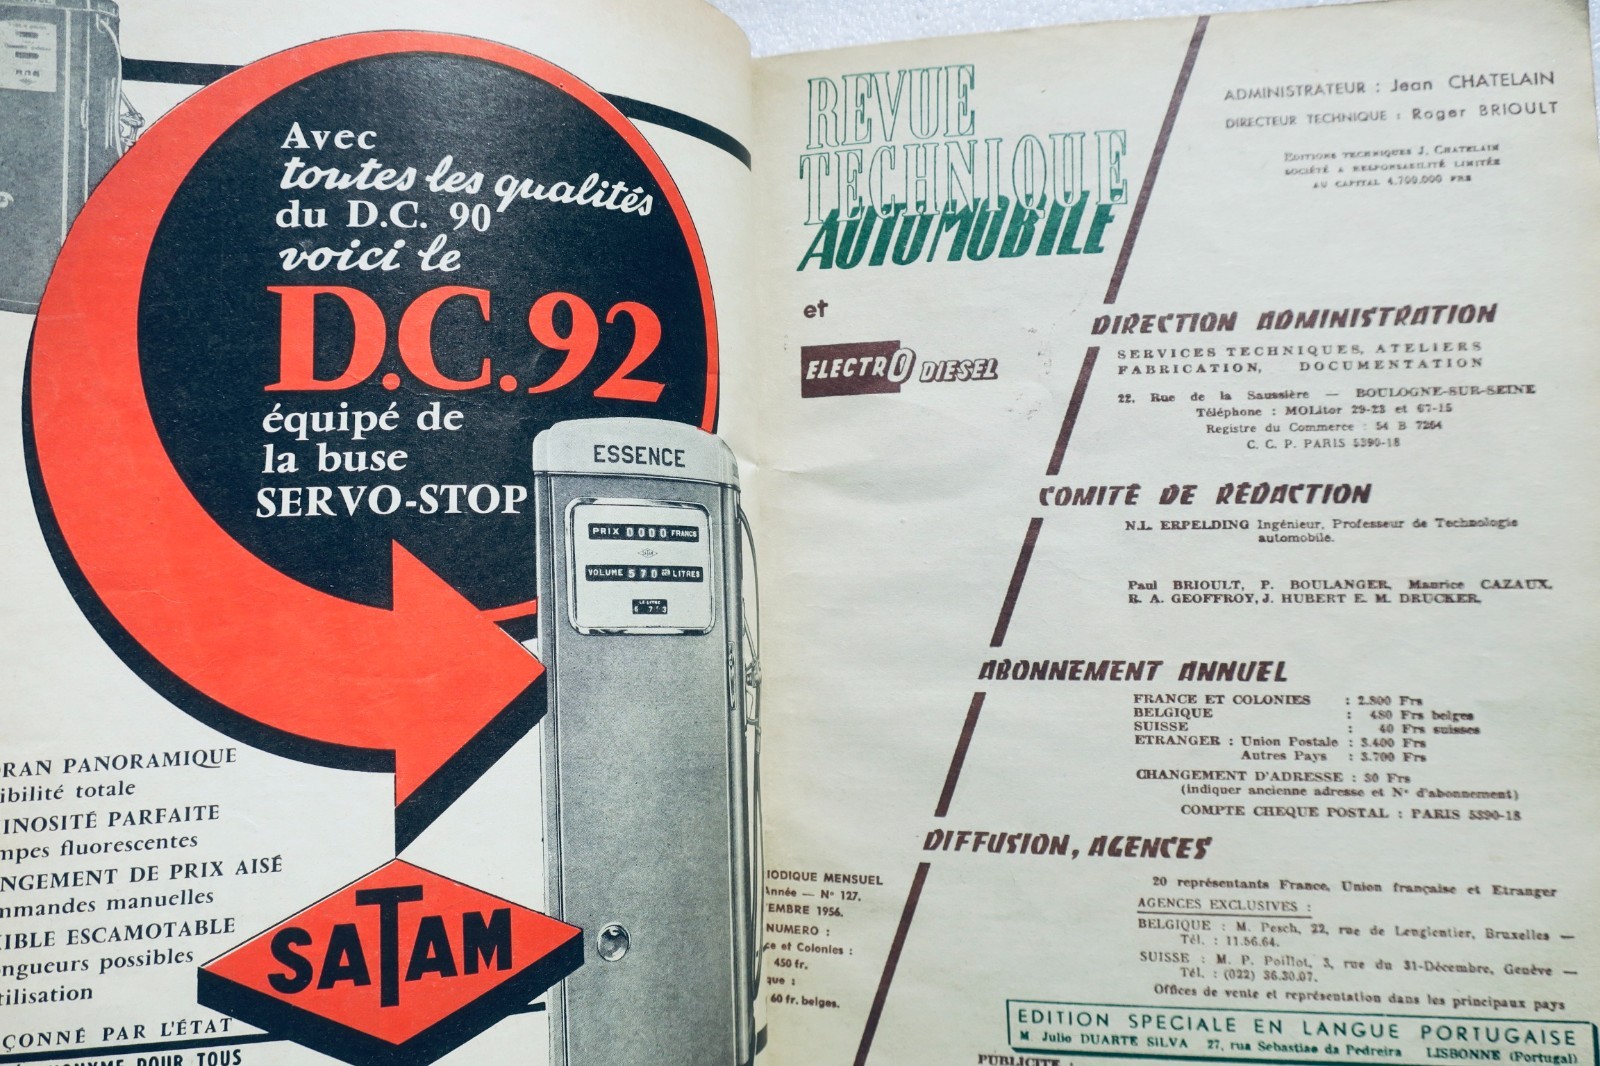 Avec
toutes les qualités
du D.C. 90
voici le
D.C. 92
équipé de
la buse
SERVO-STOP
ESSENCE
PRIX 0000 FRANCS
VOLUME 570 LITRES
LE LITRE
RAN PANORAMIQUE
ibilité totale
INOSITÉ PARFAITE
mpes fluorescentes
NGEMENT DE PRIX AISÉ
mmandes manuelles
IBLE ESCAMOTABLE
ongueurs possibles
tilisation
ÇONNÉ PAR L'ÉTAT
NYME POUR TOUS
SATAM
REVUE
TECHNIQUE
AUTOMOBILE
et
ELECTRO DIESEL
ADMINISTRATEUR : Jean CHATELAIN
DIRECTEUR TECHNIQUE : Roger BRIOULT
EDITIONS TECHNIQUES J. CHATELAIN
SOCIÉTÉ A RESPONSABILITÉ LIMITÉE
AU CAPITAL 4.700.000 FRS
DIRECTION ADMINISTRATION
SERVICES TECHNIQUES, ATELIERS
FABRICATION, DOCUMENTATION
22, Rue de la Saussière — BOULOGNE-SUR-SEINE
Téléphone : MOLitor 29-23 et 67-15
Registre du Commerce : 54 B 7264
C. C. P. PARIS 5390-18
COMITÉ DE RÉDACTION
N.L. ERPELDING Ingénieur, Professeur de Technologie
automobile.
Paul BRIOULT, P. BOULANGER, Maurice CAZAUX,
R. A. GEOFFROY, J. HUBERT E. M. DRUCKER,
ABONNEMENT ANNUEL
FRANCE ET COLONIES : 2.800 Frs
BELGIQUE : 480 Frs belges
SUISSE : 40 Frs suisses
ETRANGER : Union Postale : 3.400 Frs
Autres Pays : 3.700 Frs
CHANGEMENT D'ADRESSE : 30 Frs
(indiquer ancienne adresse et N° d'abonnement)
COMPTE CHEQUE POSTAL : PARIS 5390-18
DIFFUSION, AGENCES
20 représentants France, Union française et Etranger
AGENCES EXCLUSIVES :
BELGIQUE : M. Pesch, 22, rue de Lenglentier, Bruxelles —
Tél. : 11.56.64.
SUISSE : M. P. Poillot, 3, rue du 31-Décembre, Genève —
Tél. : (022) 36.30.07.
Offices de vente et représentation dans les principaux pays
IODIQUE MENSUEL
Année — N° 127.
EMBRE 1956.
NUMERO :
ce et Colonies :
450 fr.
que :
60 fr. belges.
EDITION SPECIALE EN LANGUE PORTUGAISE
M. Julio DUARTE SILVA 27, rua Sebastiao da Pedreira LISBONNE (Portugal)
PUBLICITE :